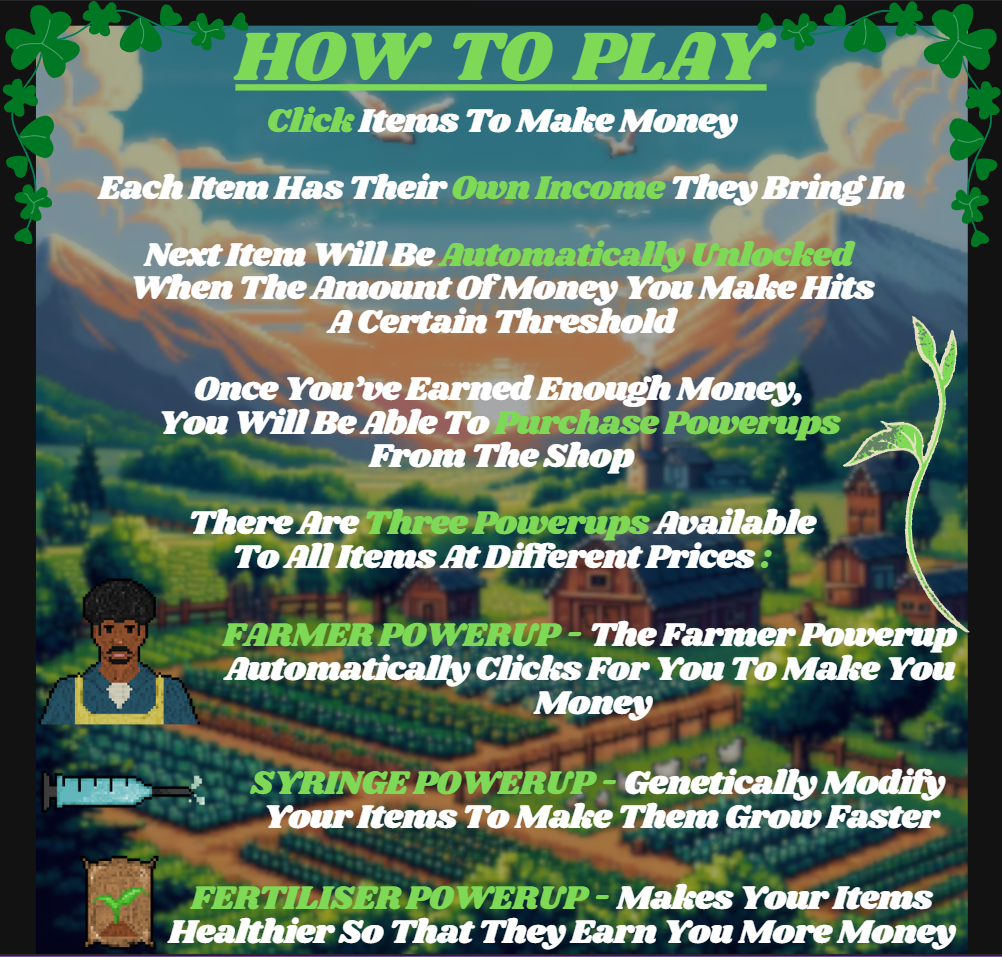 HOW TO PLAY
Click Items To Make Money
Each Item Has Their Own Income They Bring In
Next Item Will Be Automatically Unlocked
When The Amount Of Money You Make Hits
A Certain Threshold
Once You've Earned Enough Money,
You Will Be Able To Purchase Powerups
From The Shop
There Are Three Powerups Available
To All Items At Different Prices :
FARMER POWERUP - The Farmer Powerup
Automatically Clicks For You To Make You
Money
SYRINGE POWERUP - Genetically Modify
Your Items To Make Them Grow Faster
FERTILISER POWERUP - Makes Your Items
Healthier So That They Earn You More Money